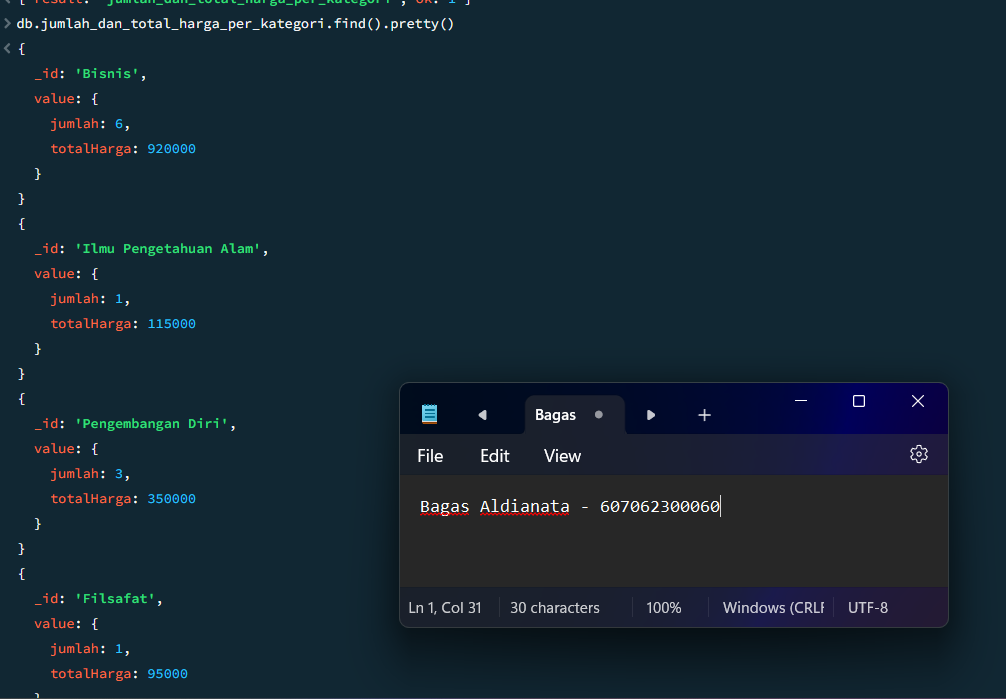 [ result: 'jumlah_dan_total_harga_per_kategori', ok: 1 ]
> db.jumlah_dan_total_harga_per_kategori.find().pretty()
< {
_id: 'Bisnis',
value: {
jumlah: 6,
totalHarga: 920000
}
}
{
_id: 'Ilmu Pengetahuan Alam',
value: {
jumlah: 1,
totalHarga: 115000
}
}
{
_id: 'Pengembangan Diri',
value: {
jumlah: 3,
totalHarga: 350000
}
}
{
_id: 'Filsafat',
value: {
jumlah: 1,
totalHarga: 95000
}
Bagas
File Edit View
Bagas Aldianata - 607062300060
Ln 1, Col 31 30 characters 100% Windows (CRLF UTF-8